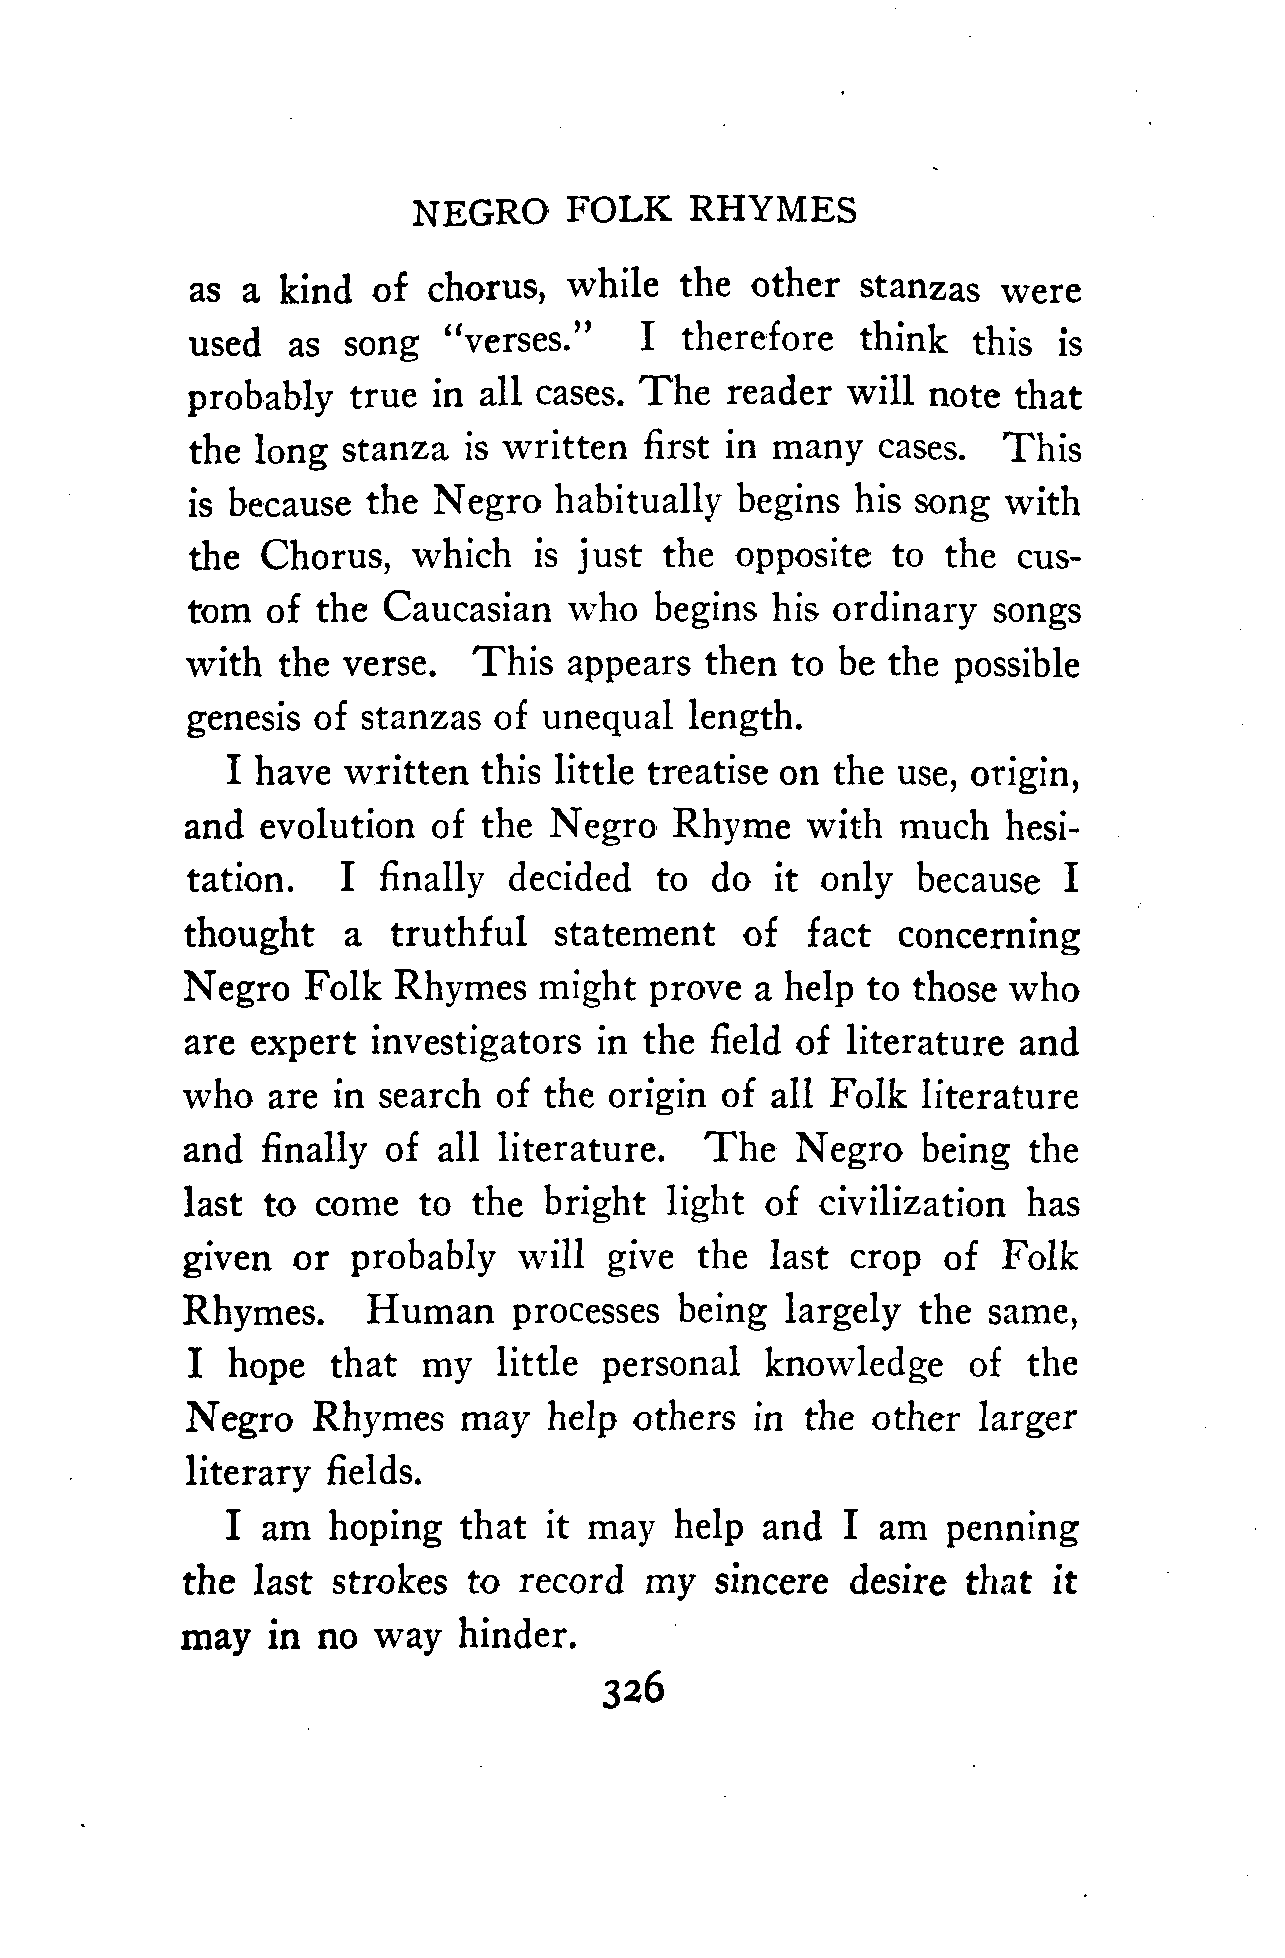 NEGRO FOLK RHYMES
as a kind of chorus, while the other stanzas were
used as song "verses." I therefore think this is
probably true in all cases. The reader will note that
the long stanza is written first in many cases. This
is because the Negro habitually begins his song with
the Chorus, which is just the opposite to the cus-
tom of the Caucasian who begins his ordinary songs
with the verse. This appears then to be the possible
genesis of stanzas of unequal length.
I have written this little treatise on the use, origin,
and evolution of the Negro Rhyme with much hesi-
tation. I finally decided to do it only because I
thought a truthful statement of fact concerning
Negro Folk Rhymes might prove a help to those who
are expert investigators in the field of literature and
who are in search of the origin of all Folk literature
and finally of all literature. The Negro being the
last to come to the bright light of civilization has
given or probably will give the last crop of Folk
Rhymes. Human processes being largely the same,
I hope that my little personal knowledge of the
Negro Rhymes may help others in the other larger
literary fields.
I am hoping that it may help and I am penning
the last strokes to record my sincere desire that it
may in no way hinder.
326